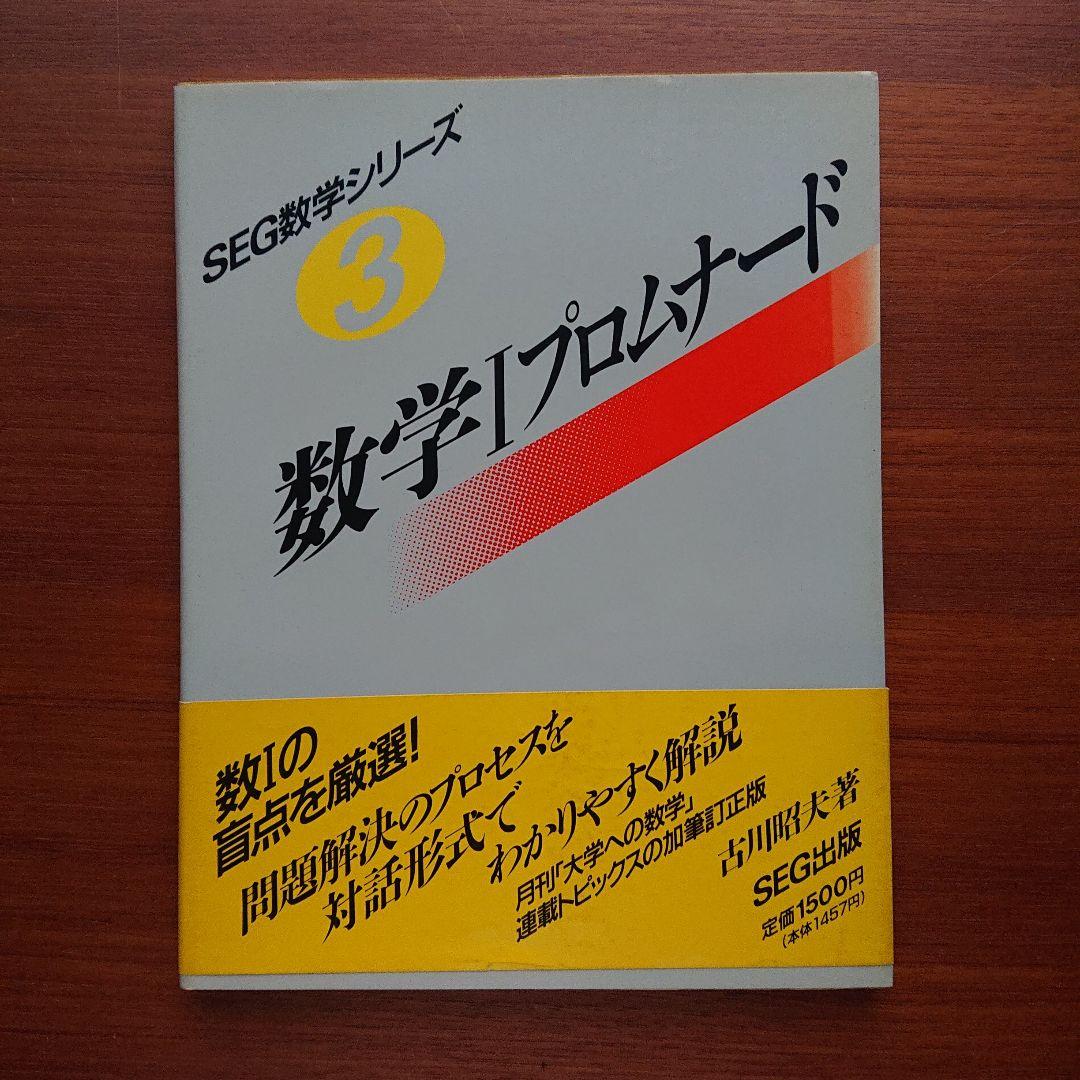 SEG数学シリーズ
3
数学Iプロムナード
数Iの
盲点を厳選!
問題解決のプロセスを
対話形式で
わかりやすく解説
月刊「大学への数学」
連載トピックスの加筆訂正版
古川昭夫著
SEG出版
定価1500円
(本体1457円)